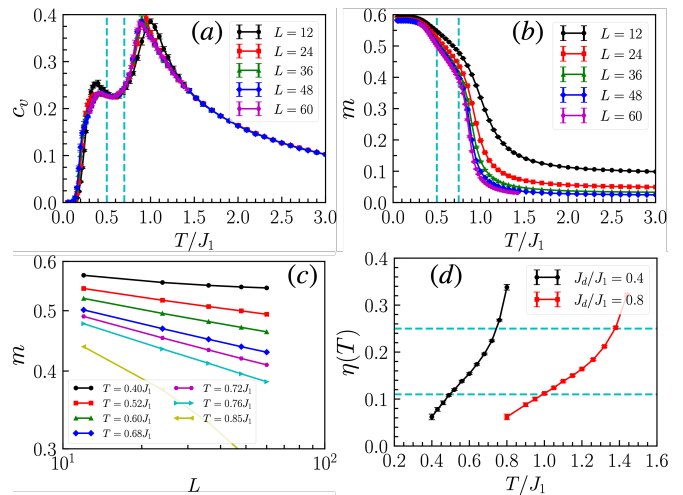 (a)
c_v
0.4
0.3
0.2
0.1
0.0
0.0 0.5 1.0 1.5 2.0 2.5 3.0
T/J_1
L = 12
L = 24
L = 36
L = 48
L = 60
(b)
m
0.6
0.5
0.4
0.3
0.2
0.1
0.0
0.0 0.5 1.0 1.5 2.0 2.5 3.0
T/J_1
L = 12
L = 24
L = 36
L = 48
L = 60
(c)
m
0.6
0.5
0.4
0.3
10^1 10^2
L
T = 0.40J_1
T = 0.52J_1
T = 0.60J_1
T = 0.68J_1
T = 0.72J_1
T = 0.76J_1
T = 0.85J_1
(d)
η(T)
0.4
0.3
0.2
0.1
0.0
0.2 0.4 0.6 0.8 1.0 1.2 1.4 1.6
T/J_1
J_d/J_1 = 0.4
J_d/J_1 = 0.8